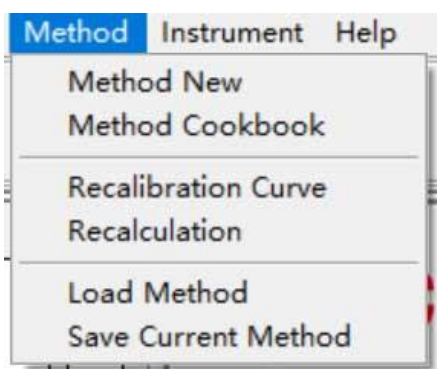 Method Instrument Help
Method New
Method Cookbook
Recalibration Curve
Recalculation
Load Method
Save Current Method